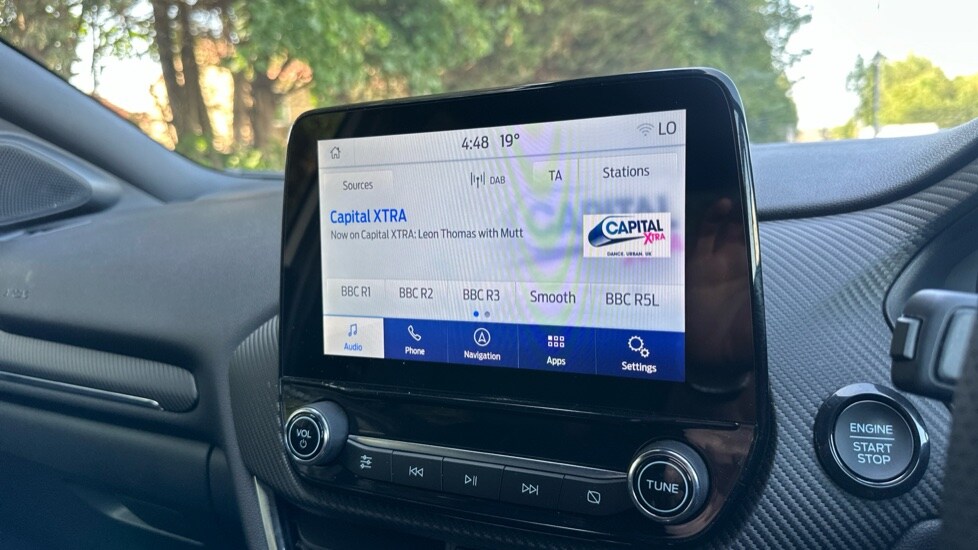 4:48 19° LO
Sources DAB TA Stations
Capital XTRA
Now on Capital XTRA: Leon Thomas with Mutt
CAPITAL
XTRA
DANCE. URBAN. UK
BBC R1 BBC R2 BBC R3 Smooth BBC R5L
Audio Phone Navigation Apps Settings
VOL
TUNE
ENGINE
START
STOP